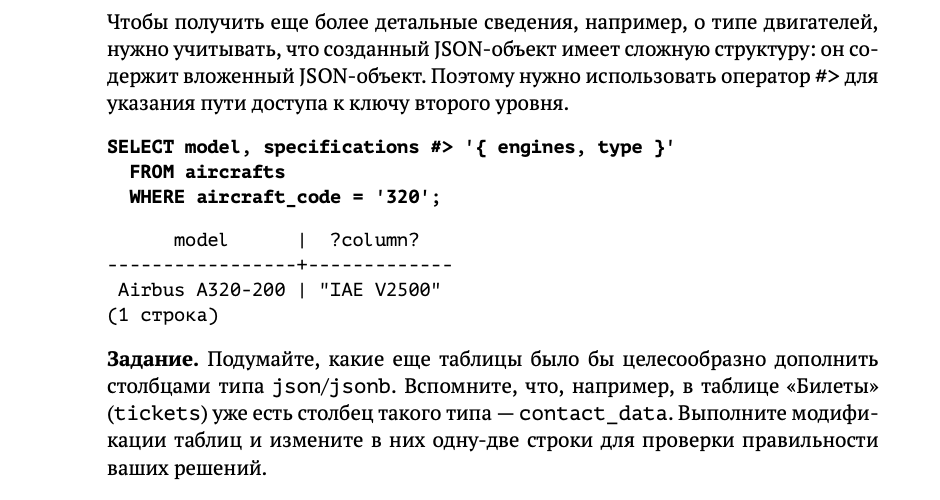 Чтобы получить еще более детальные сведения, например, о типе двигателей,
нужно учитывать, что созданный JSON-объект имеет сложную структуру: он со-
держит вложенный JSON-объект. Поэтому нужно использовать оператор #> для
указания пути доступа к ключу второго уровня.
SELECT model, specifications #> '{ engines, type }'
  FROM aircrafts
  WHERE aircraft_code = '320';
      model      |  ?column?
-----------------+-------------
 Airbus A320-200 | "IAE V2500"
(1 строка)
Задание. Подумайте, какие еще таблицы было бы целесообразно дополнить
столбцами типа json/jsonb. Вспомните, что, например, в таблице «Билеты»
(tickets) уже есть столбец такого типа — contact_data. Выполните модифи-
кации таблиц и измените в них одну-две строки для проверки правильности
ваших решений.